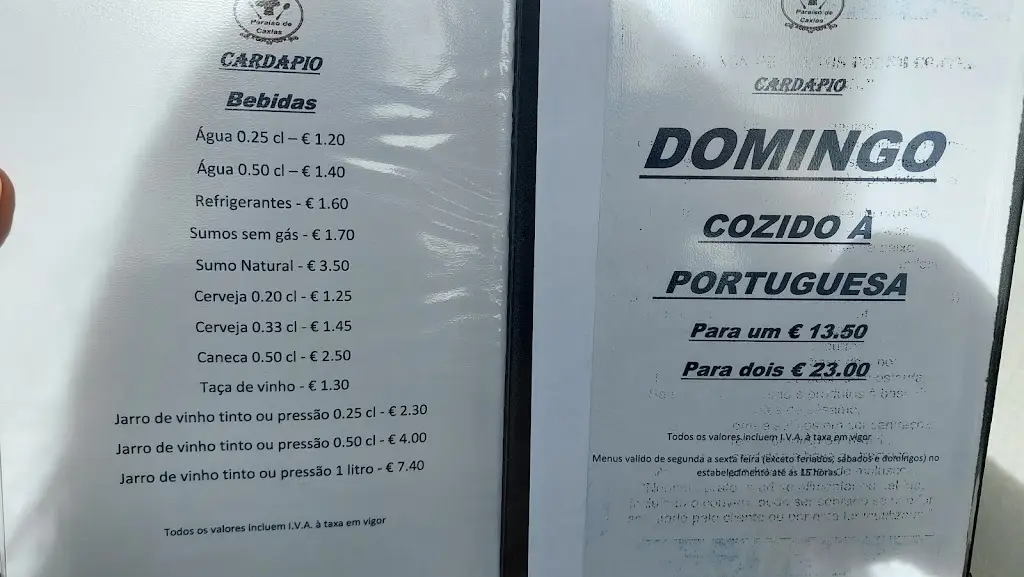 Paraíso de
Caxias
CARDAPIO
Bebidas
Água 0.25 cl – € 1.20
Água 0.50 cl – € 1.40
Refrigerantes - € 1.60
Sumos sem gás - € 1.70
Sumo Natural - € 3.50
Cerveja 0.20 cl - € 1.25
Cerveja 0.33 cl - € 1.45
Caneca 0.50 cl - € 2.50
Taça de vinho - € 1.30
Jarro de vinho tinto ou pressão 0.25 cl - € 2.30
Jarro de vinho tinto ou pressão 0.50 cl - € 4.00
Jarro de vinho tinto ou pressão 1 litro - € 7.40
Todos os valores incluem I.V.A. à taxa em vigor
Paraíso de
Caxias
CARDAPIO
DOMINGO
COZIDO À
PORTUGUESA
Para um € 13.50
Para dois € 23.00
Todos os valores incluem I.V.A. à taxa em vigor
Menus valido de segunda a sexta feira (exceto feriados, sábados e domingos) no
estabelecimento até às 15 horas